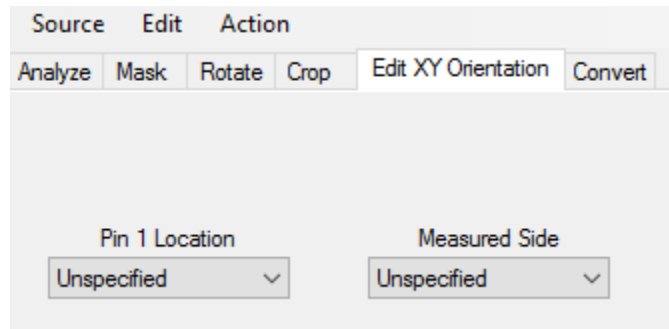 Source Edit Action
Analyze Mask Rotate Crop Edit XY Orientation Convert
Pin 1 Location Measured Side
Unspecified Unspecified